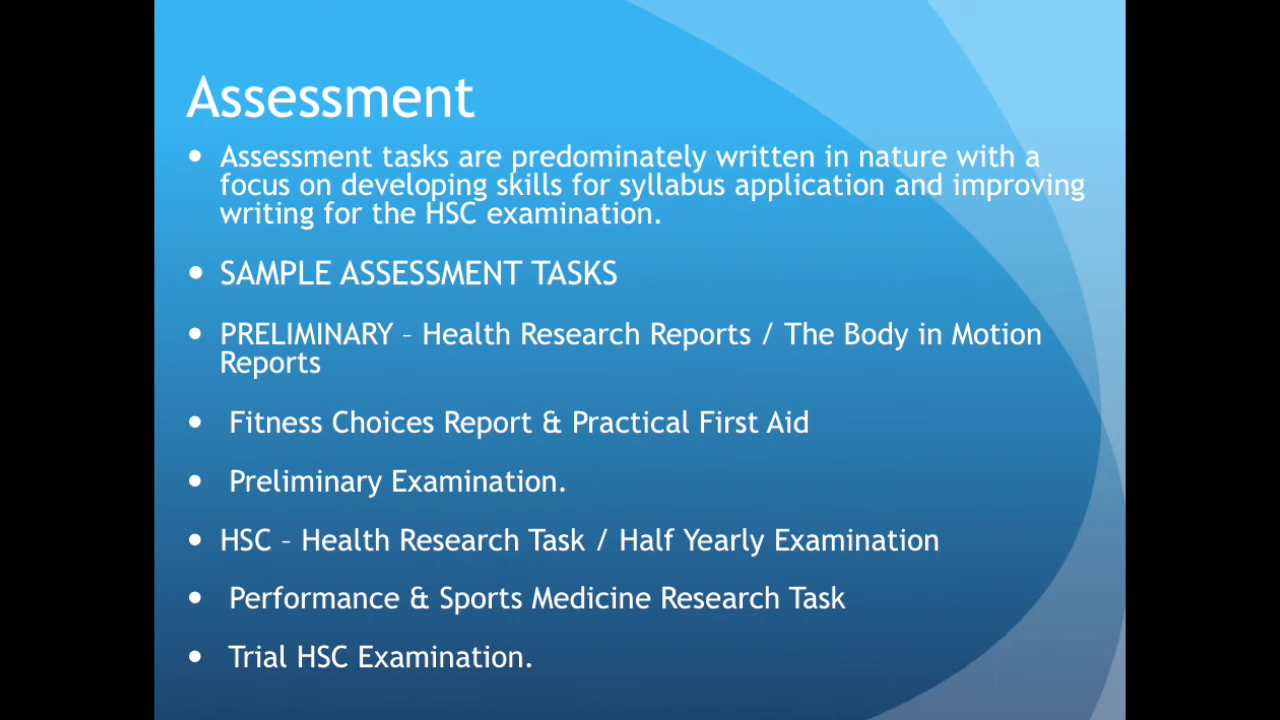 Assessment
• Assessment tasks are predominately written in nature with a
focus on developing skills for syllabus application and improving
writing for the HSC examination.
• SAMPLE ASSESSMENT TASKS
• PRELIMINARY – Health Research Reports / The Body in Motion
Reports
• Fitness Choices Report & Practical First Aid
• Preliminary Examination.
• HSC – Health Research Task / Half Yearly Examination
• Performance & Sports Medicine Research Task
• Trial HSC Examination.